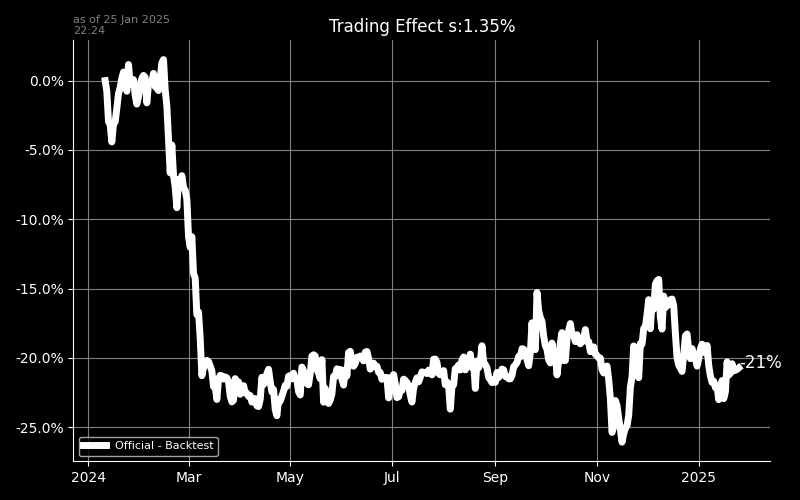 as of 25 Jan 2025
22:24
Trading Effect s:1.35%
0.0%
-5.0%
-10.0%
-15.0%
-20.0%
-25.0%
-21%
Official - Backtest
2024
Mar
May
Jul
Sep
Nov
2025